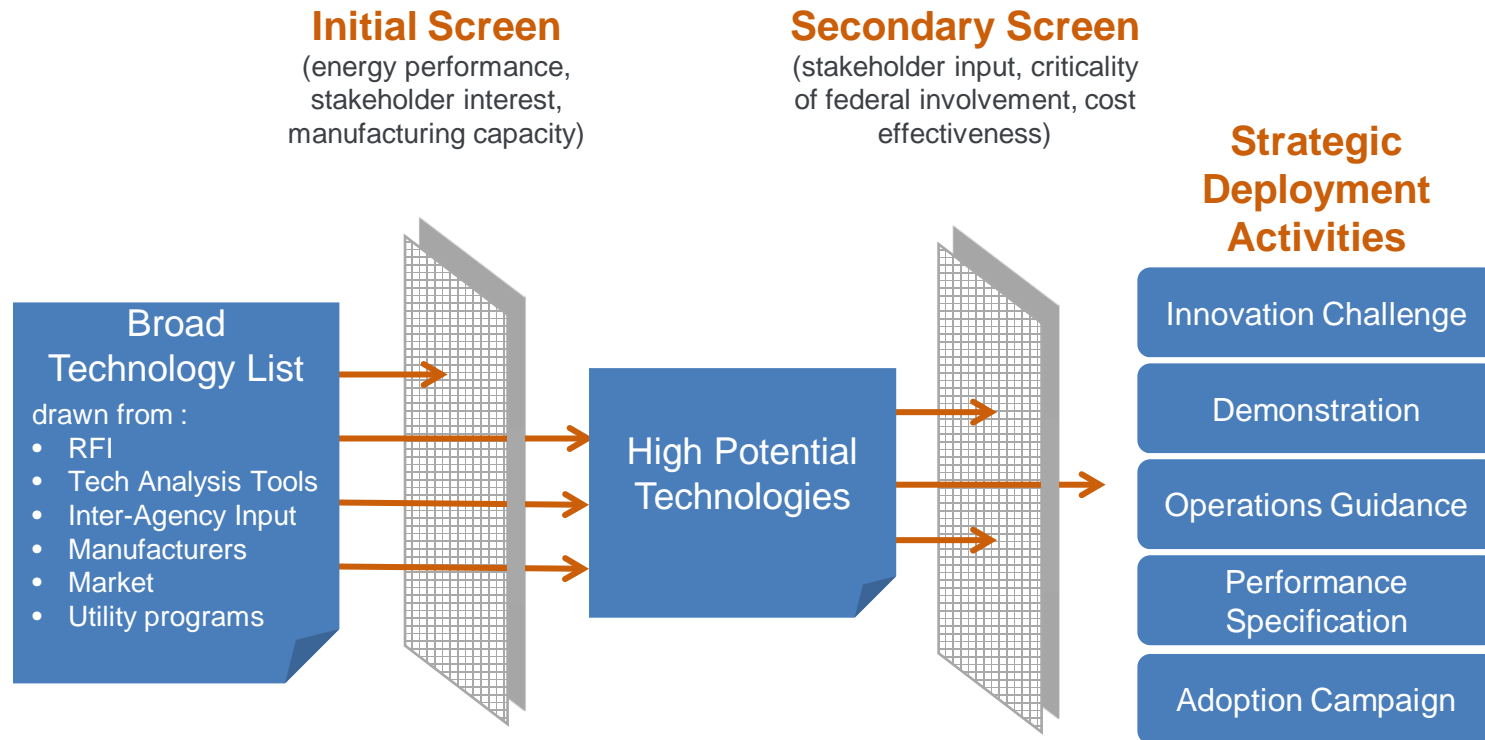 Initial Screen
(energy performance,
stakeholder interest,
manufacturing capacity)
Secondary Screen
(stakeholder input, criticality
of federal involvement, cost
effectiveness)
Strategic
Deployment
Activities
Broad
Technology List
drawn from :
• RFI
• Tech Analysis Tools
• Inter-Agency Input
• Manufacturers
• Market
• Utility programs
High Potential
Technologies
Innovation Challenge
Demonstration
Operations Guidance
Performance
Specification
Adoption Campaign